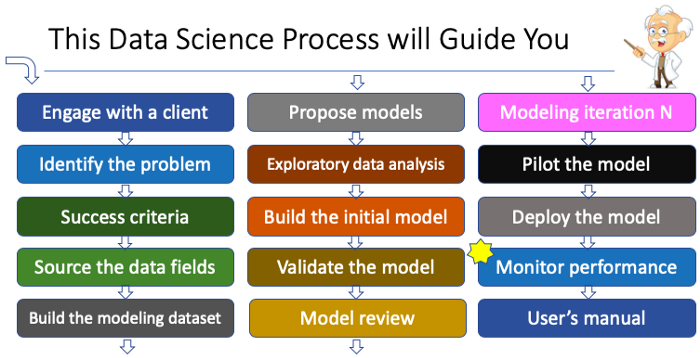 This Data Science Process will Guide You
Engage with a client
Identify the problem
Success criteria
Source the data fields
Build the modeling dataset
Propose models
Exploratory data analysis
Build the initial model
Validate the model
Model review
Modeling iteration N
Pilot the model
Deploy the model
Monitor performance
User’s manual